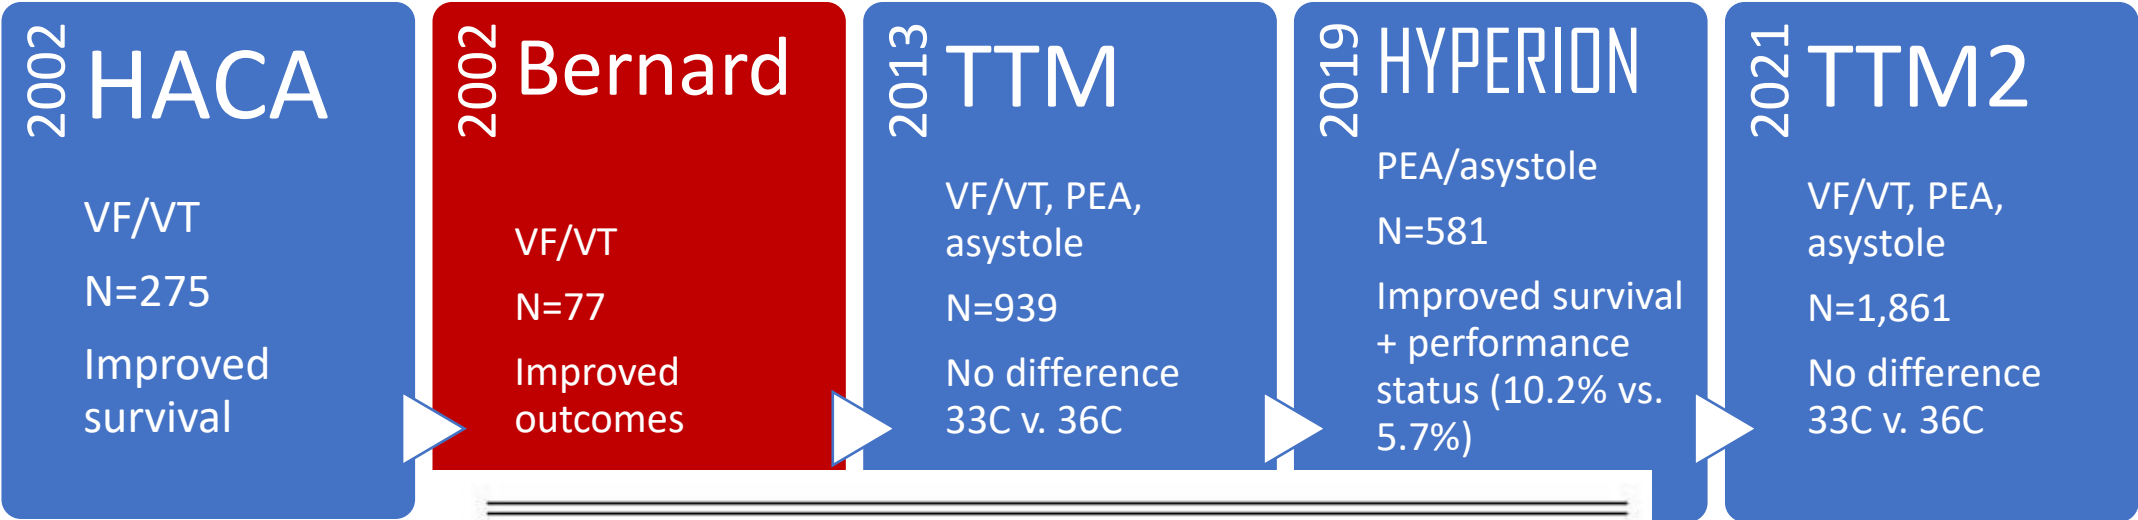 2002
HACA
VF/VT
N=275
Improved
survival
2002
Bernard
VF/VT
N=77
Improved
outcomes
2013
TTM
VF/VT, PEA,
asystole
N=939
No difference
33C v. 36C
2019
HYPERION
PEA/asystole
N=581
Improved survival
+ performance
status (10.2% vs.
5.7%)
2021
TTM2
VF/VT, PEA,
asystole
N=1,861
No difference
33C v. 36C